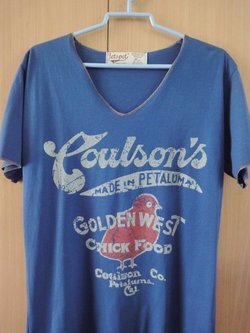 Coulson's
MADE IN PETALUMA
GOLDEN WEST
CHICK FOOD
Coulson Co.
Petaluma,
Cal.